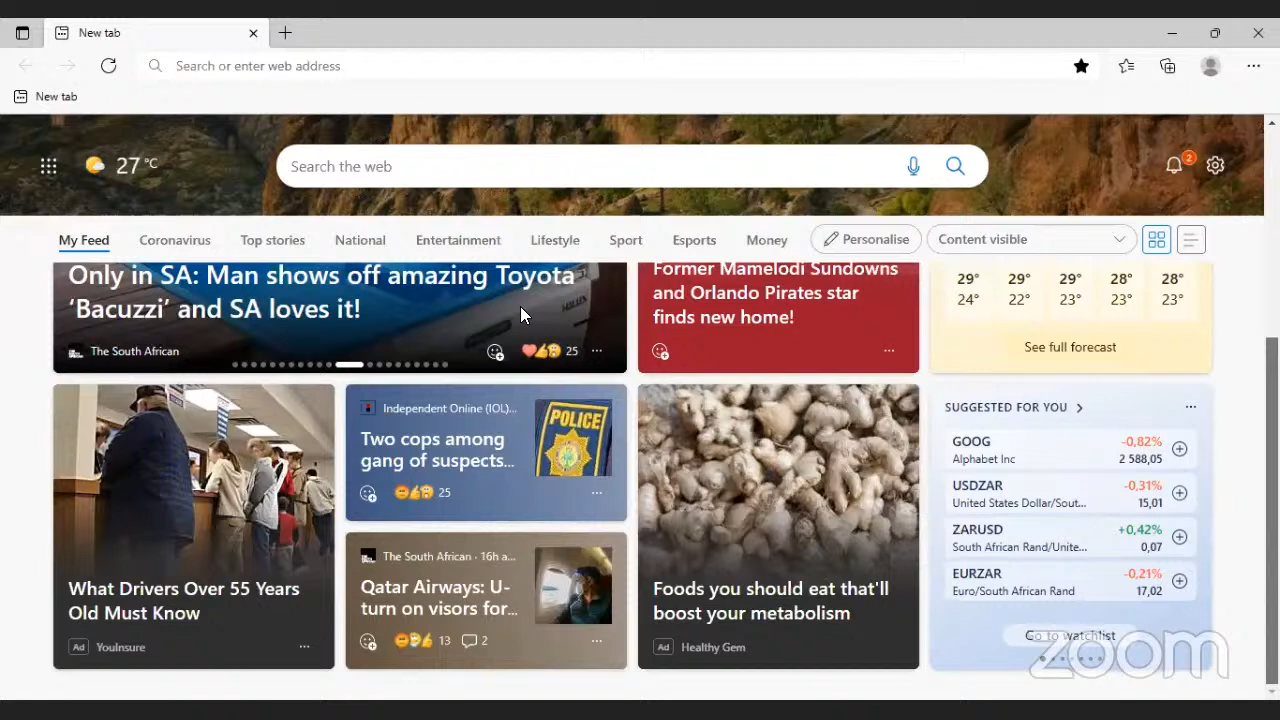 New tab
Search or enter web address
New tab
27 °C
Search the web
2
My Feed
Coronavirus
Top stories
National
Entertainment
Lifestyle
Sport
Esports
Money
Personalise
Content visible
Only in SA: Man shows off amazing Toyota
‘Bacuzzi’ and SA loves it!
The South African
25
Former Mamelodi Sundowns
and Orlando Pirates star
finds new home!
29° 29° 29° 28° 28°
24° 22° 23° 23° 23°
See full forecast
What Drivers Over 55 Years
Old Must Know
Ad YouInsure
Independent Online (IOL)...
Two cops among
gang of suspects...
25
POLICE
The South African · 16h a...
Qatar Airways: U-
turn on visors for...
13 2
Foods you should eat that'll
boost your metabolism
Ad Healthy Gem
SUGGESTED FOR YOU
GOOG -0,82%
Alphabet Inc 2 588,05
USDZAR -0,31%
United States Dollar/Sout... 15,01
ZARUSD +0,42%
South African Rand/Unite... 0,07
EURZAR -0,21%
Euro/South African Rand 17,02
Go to watchlist
zoom